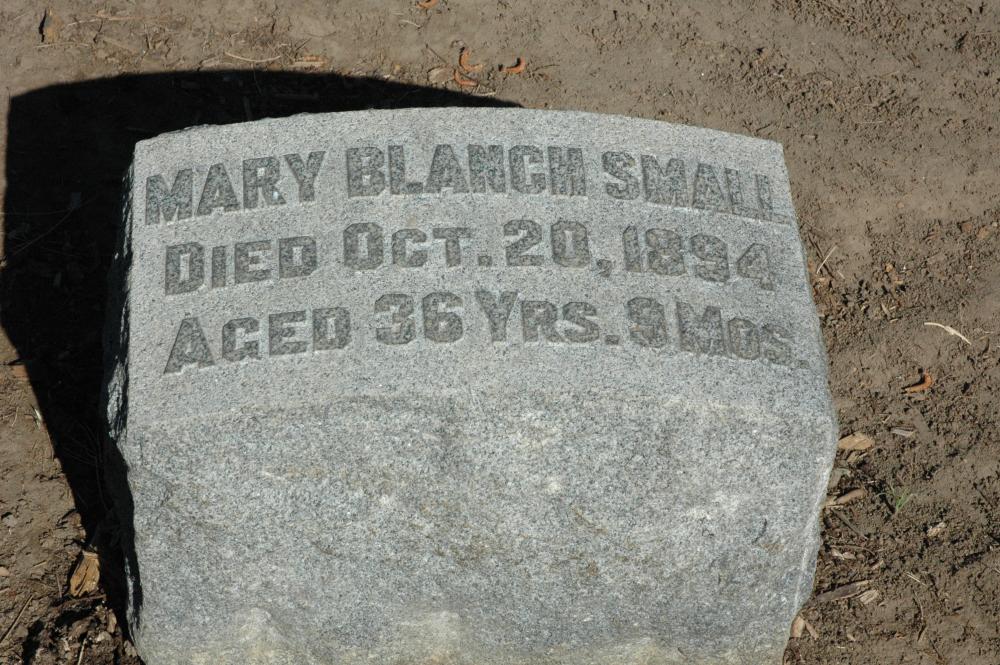 MARY BLANCH SMALL
DIED OCT. 20, 1894
AGED 36 YRS. 9 MOS.